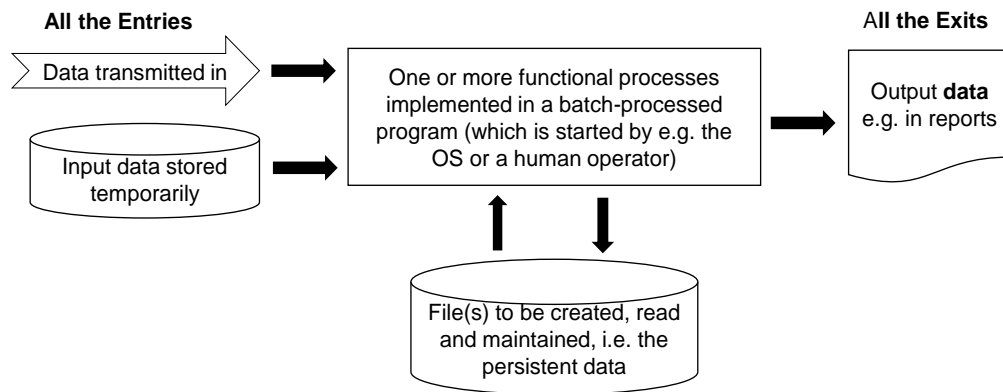 All the Entries
All the Exits
Data transmitted in
Input data stored
temporarily
One or more functional processes
implemented in a batch-processed
program (which is started by e.g. the
OS or a human operator)
Output data
e.g. in reports
File(s) to be created, read
and maintained, i.e. the
persistent data